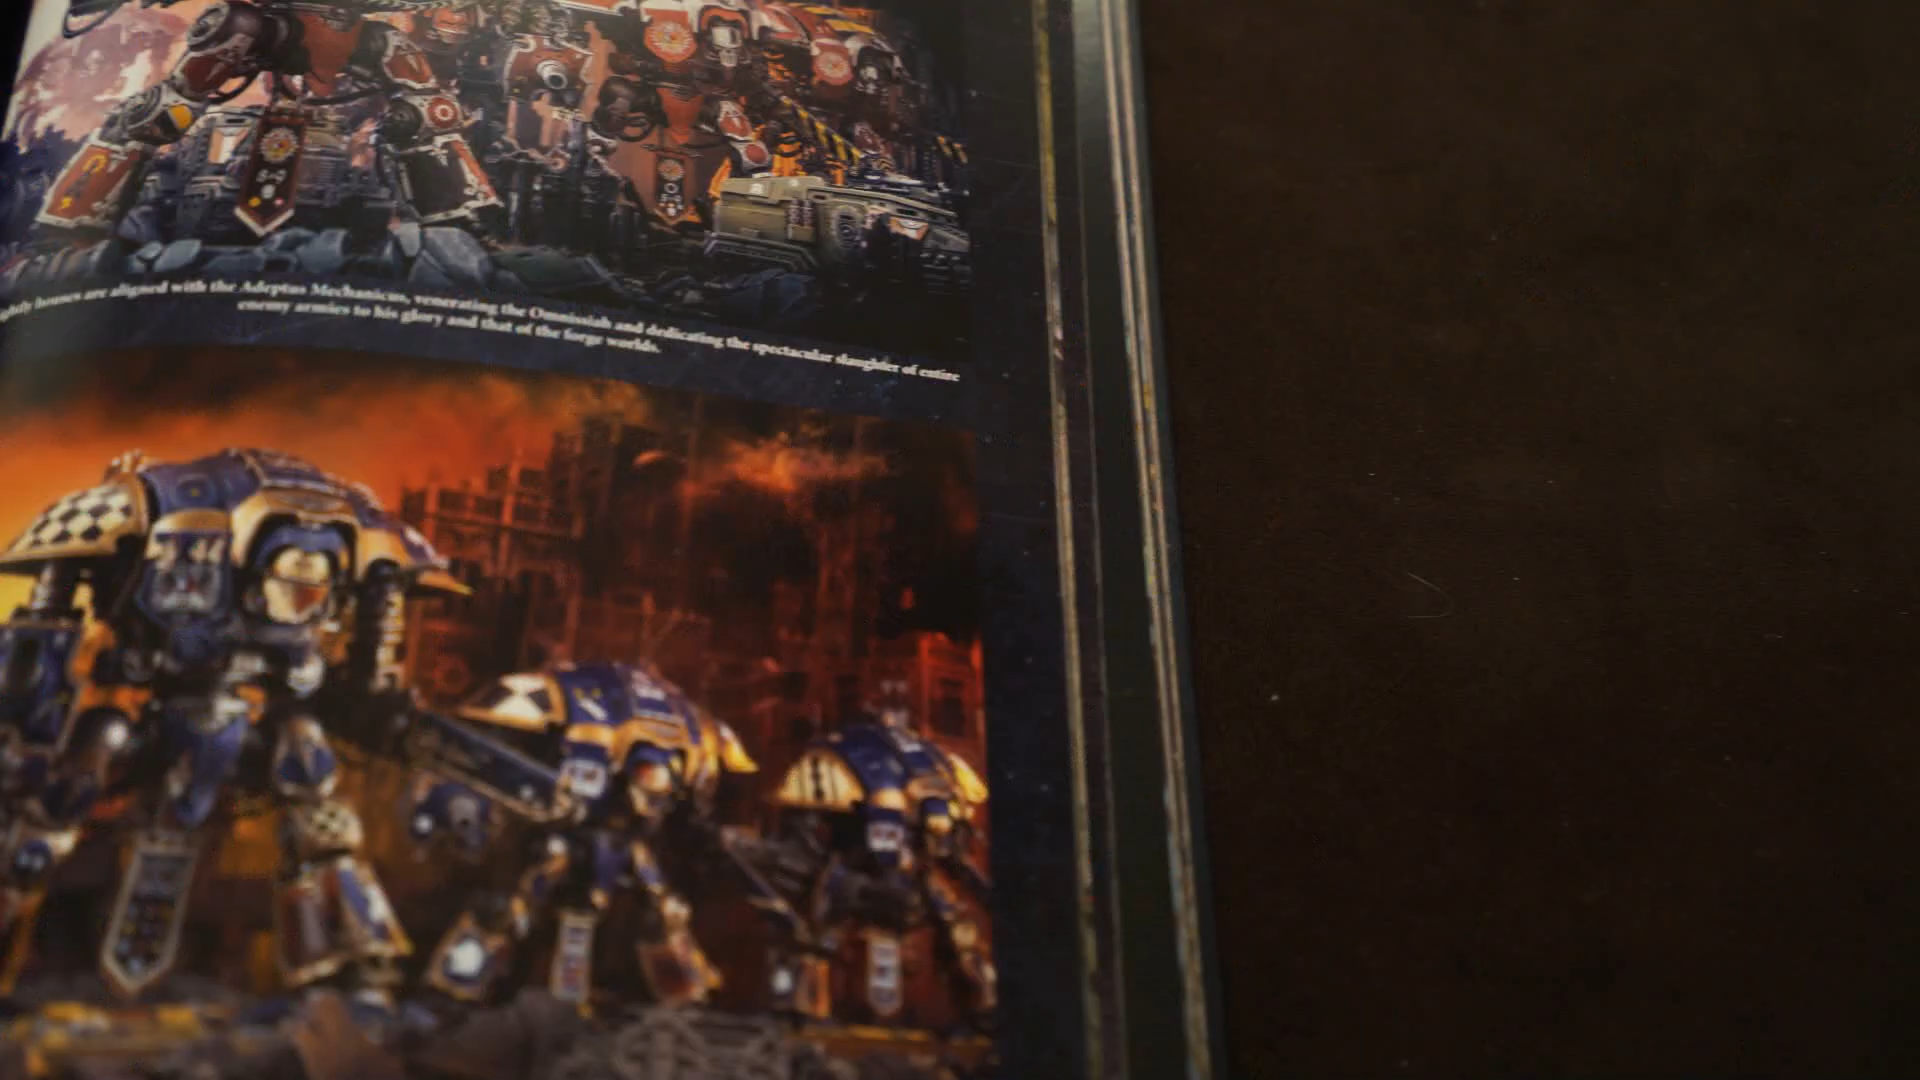 houses are aligned with the Adeptus Mechanicus, venerating the Omnissiah and dedicating the spectacular slaughter of entire
enemy armies to his glory and that of the forge worlds.